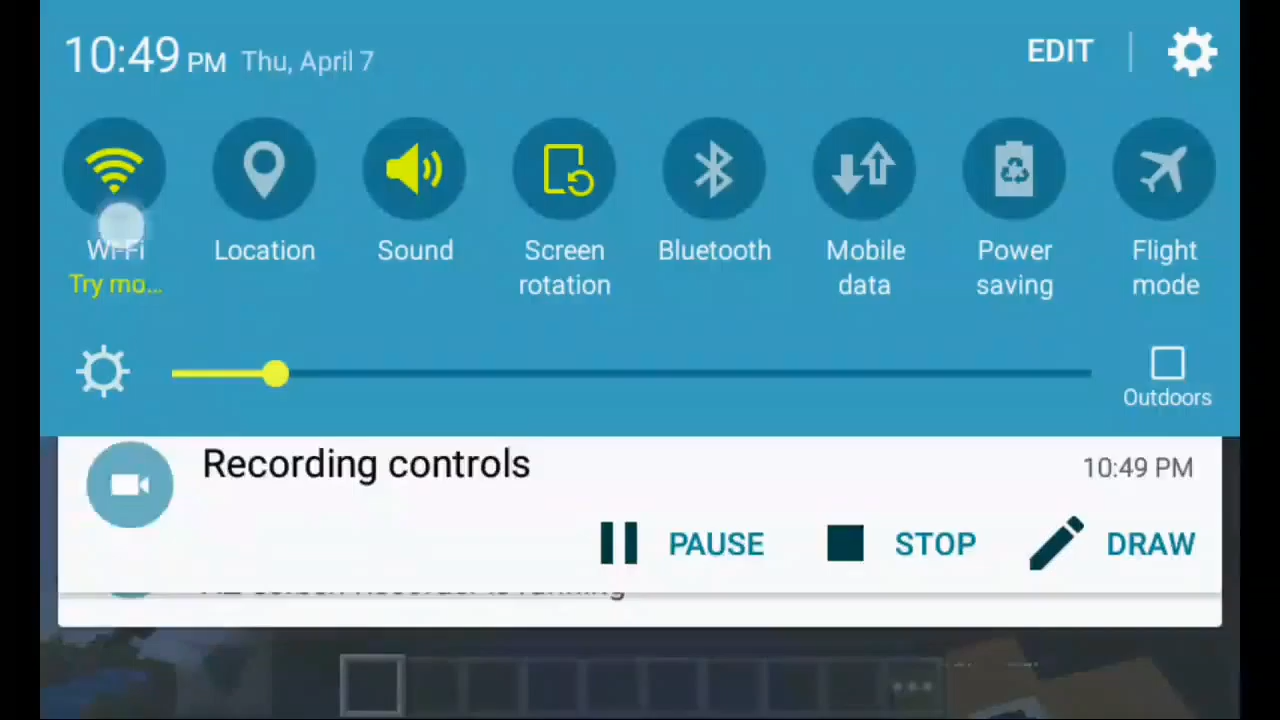 10:49 PM Thu, April 7 EDIT
Wi-Fi Location Sound Screen rotation Bluetooth Mobile data Power saving Flight mode
Try mo...
Outdoors
Recording controls 10:49 PM
PAUSE STOP DRAW